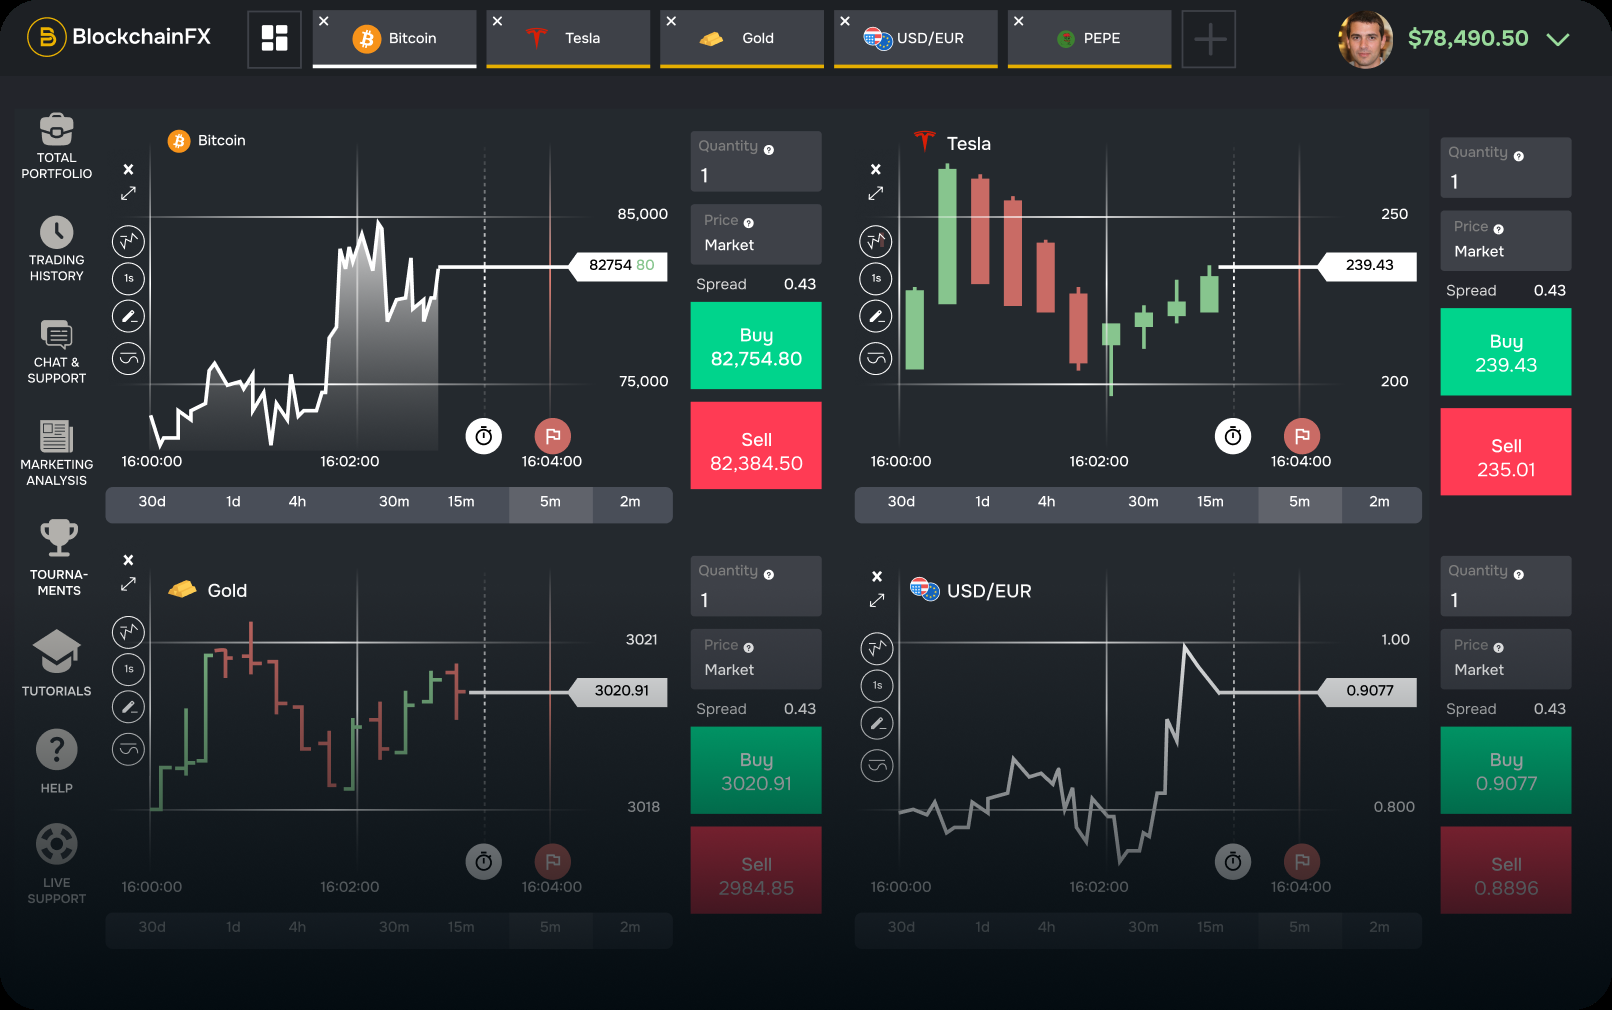 BlockchainFX
Bitcoin
Tesla
Gold
USD/EUR
PEPE
$78,490.50
TOTAL
PORTFOLIO
TRADING
HISTORY
CHAT &
SUPPORT
MARKETING
ANALYSIS
TOURNA-
MENTS
TUTORIALS
HELP
LIVE
SUPPORT
Bitcoin
1s
85,000
82754 80
75,000
16:00:00
16:02:00
16:04:00
30d 1d 4h 30m 15m 5m 2m
Quantity ?
1
Price ?
Market
Spread 0.43
Buy
82,754.80
Sell
82,384.50
Tesla
1s
250
239.43
200
16:00:00
16:02:00
16:04:00
30d 1d 4h 30m 15m 5m 2m
Quantity ?
1
Price ?
Market
Spread 0.43
Buy
239.43
Sell
235.01
Gold
1s
3021
3020.91
3018
16:00:00
16:02:00
16:04:00
30d 1d 4h 30m 15m 5m 2m
Quantity ?
1
Price ?
Market
Spread 0.43
Buy
3020.91
Sell
2984.85
USD/EUR
1s
1.00
0.9077
0.800
16:00:00
16:02:00
16:04:00
30d 1d 4h 30m 15m 5m 2m
Quantity ?
1
Price ?
Market
Spread 0.43
Buy
0.9077
Sell
0.8896